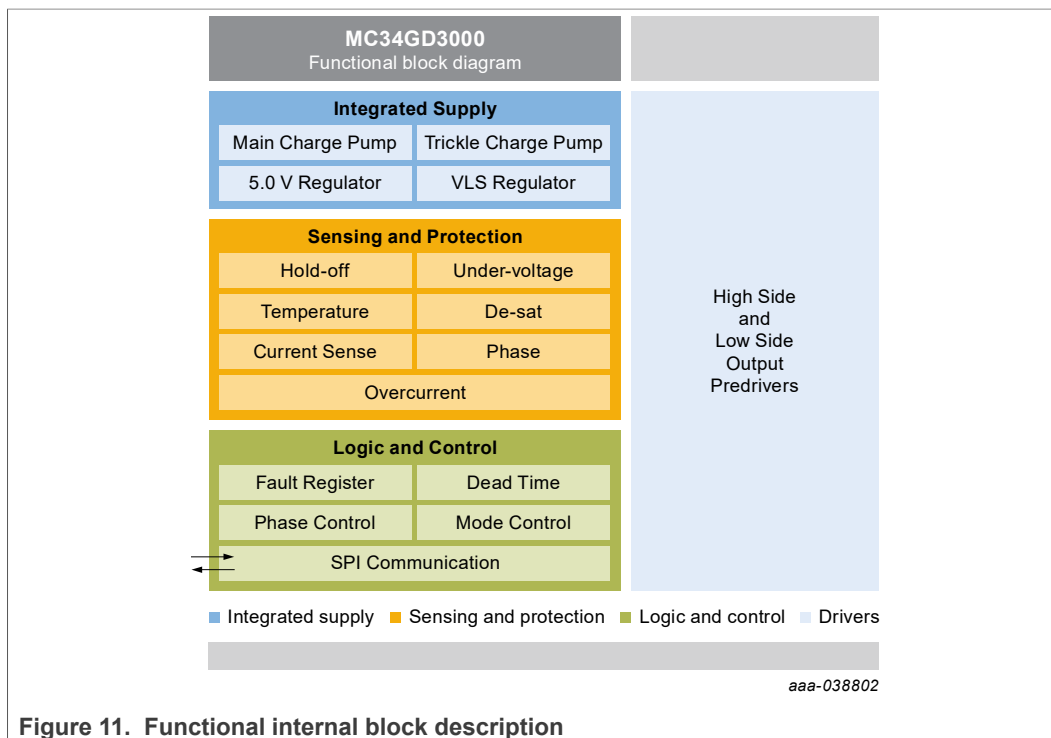 MC34GD3000
Functional block diagram
Integrated Supply
Main Charge Pump
Trickle Charge Pump
5.0 V Regulator
VLS Regulator
Sensing and Protection
Hold-off
Under-voltage
Temperature
De-sat
Current Sense
Phase
Overcurrent
Logic and Control
Fault Register
Dead Time
Phase Control
Mode Control
SPI Communication
High Side
and
Low Side
Output
Predrivers
Integrated supply
Sensing and protection
Logic and control
Drivers
aaa-038802
Figure 11. Functional internal block description